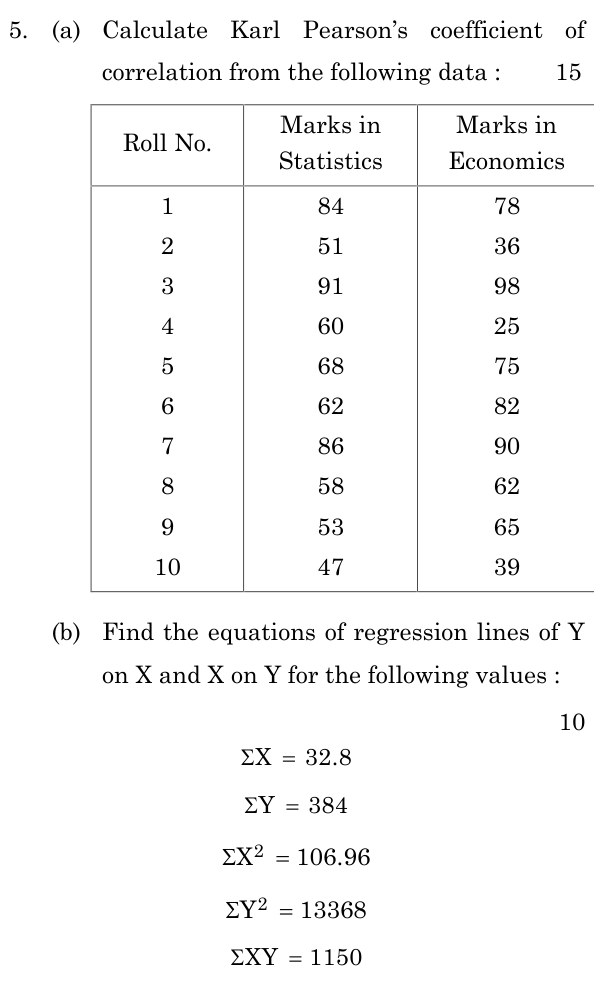 5. (a) Calculate Karl Pearson's coefficient of
correlation from the following data : 15
Roll No. Marks in Statistics Marks in Economics
1 84 78
2 51 36
3 91 98
4 60 25
5 68 75
6 62 82
7 86 90
8 58 62
9 53 65
10 47 39
(b) Find the equations of regression lines of Y
on X and X on Y for the following values :
10
ΣX = 32.8
ΣY = 384
ΣX² = 106.96
ΣY² = 13368
ΣXY = 1150